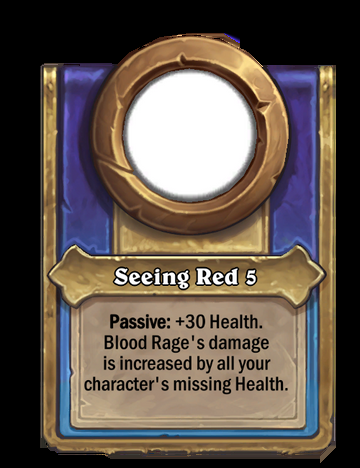 Seeing Red 5
Passive: +30 Health.
Blood Rage's damage
is increased by all your
character's missing Health.